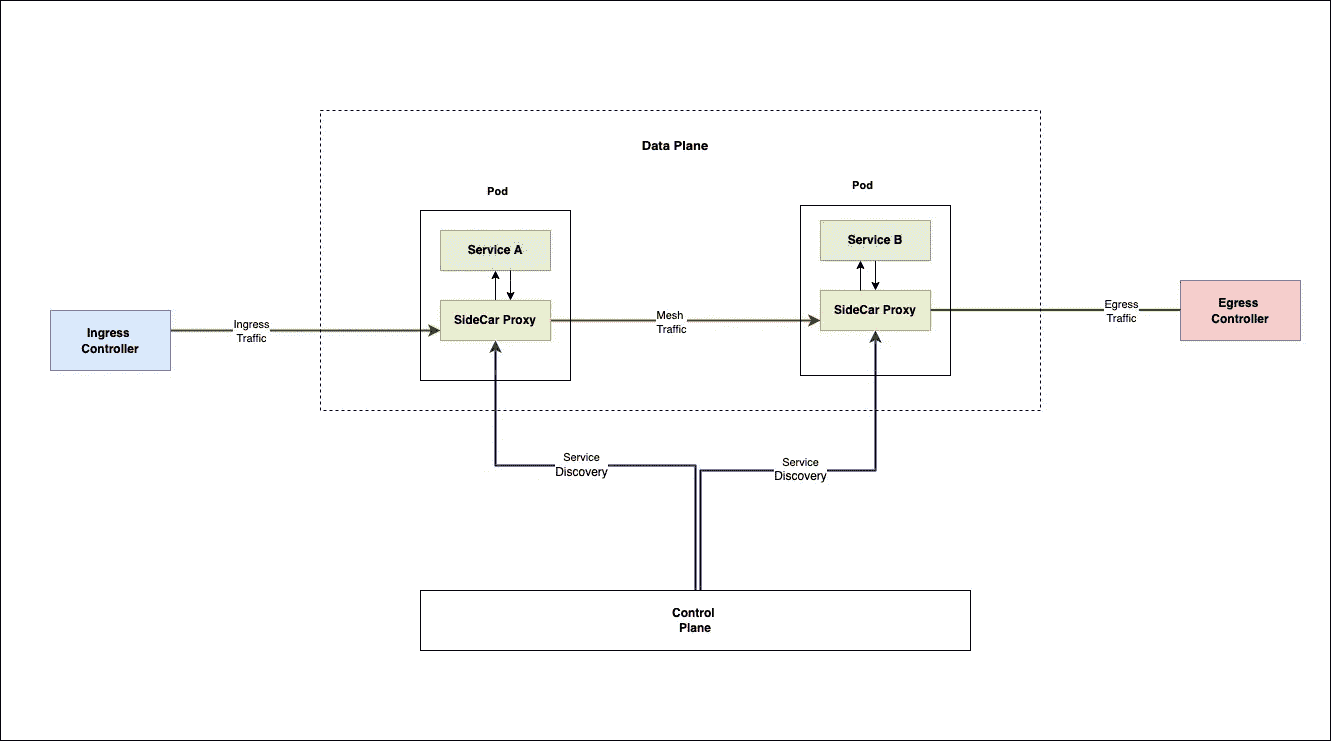 Data Plane
Pod
Pod
Service A
Service B
SideCar Proxy
SideCar Proxy
Ingress
Controller
Ingress
Traffic
Mesh
Traffic
Egress
Traffic
Egress
Controller
Service
Discovery
Service
Discovery
Control
Plane